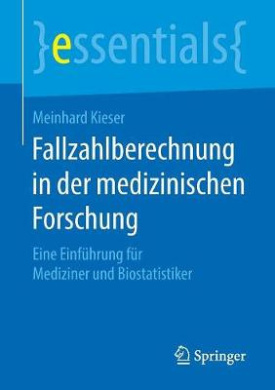 }essentials{
Meinhard Kieser
Fallzahlberechnung
in der medizinischen
Forschung
Eine Einführung für
Mediziner und Biostatistiker
Springer